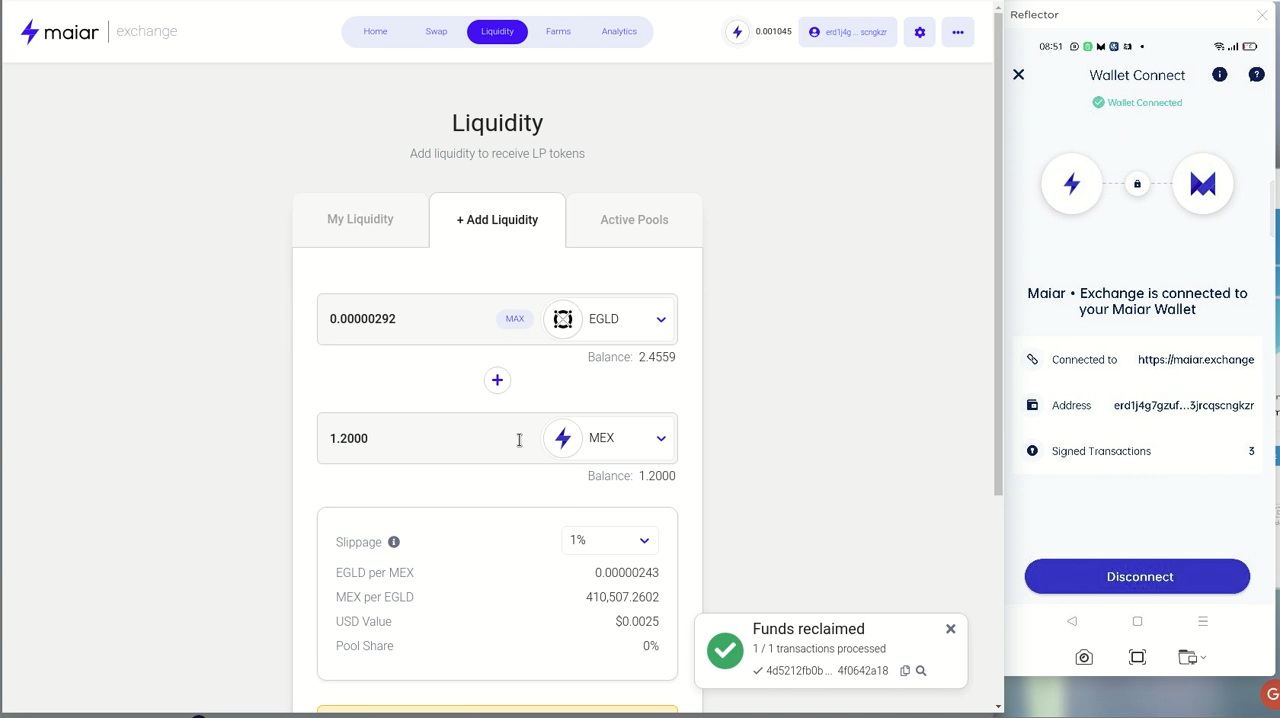 maiar exchange
Home Swap Liquidity Farms Analytics
0.001045
erd1j4g ... scngkzr
Liquidity
Add liquidity to receive LP tokens
My Liquidity
+ Add Liquidity
Active Pools
0.00000292 MAX EGLD
Balance: 2.4559
1.2000 MEX
Balance: 1.2000
Slippage 1%
EGLD per MEX 0.00000243
MEX per EGLD 410,507.2602
USD Value $0.0025
Pool Share 0%
Funds reclaimed
1 / 1 transactions processed
4d5212fb0b ... 4f0642a18
Reflector
08:51
Wallet Connect
Wallet Connected
Maiar • Exchange is connected to
your Maiar Wallet
Connected to https://maiar.exchange
Address erd1j4g7gzuf...3jrcqscngkzr
Signed Transactions 3
Disconnect
G